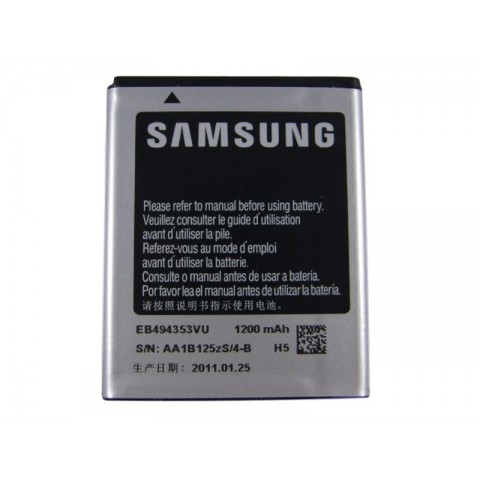 SAMSUNG
Please refer to manual before using battery.
Veuillez consulter le guide d'utilisation
avant d'utiliser la pile.
Referez-vous au mode d'emploi
avant d'utiliser la batterie.
Consulte o manual antes de usar a bateria.
Por favor lea el manual antes de utilizar la batería.
请按照说明书指示使用电池。
EB494353VU 1200 mAh
S/N: AA1B125zS/4-B H5
生产日期: 2011.01.25